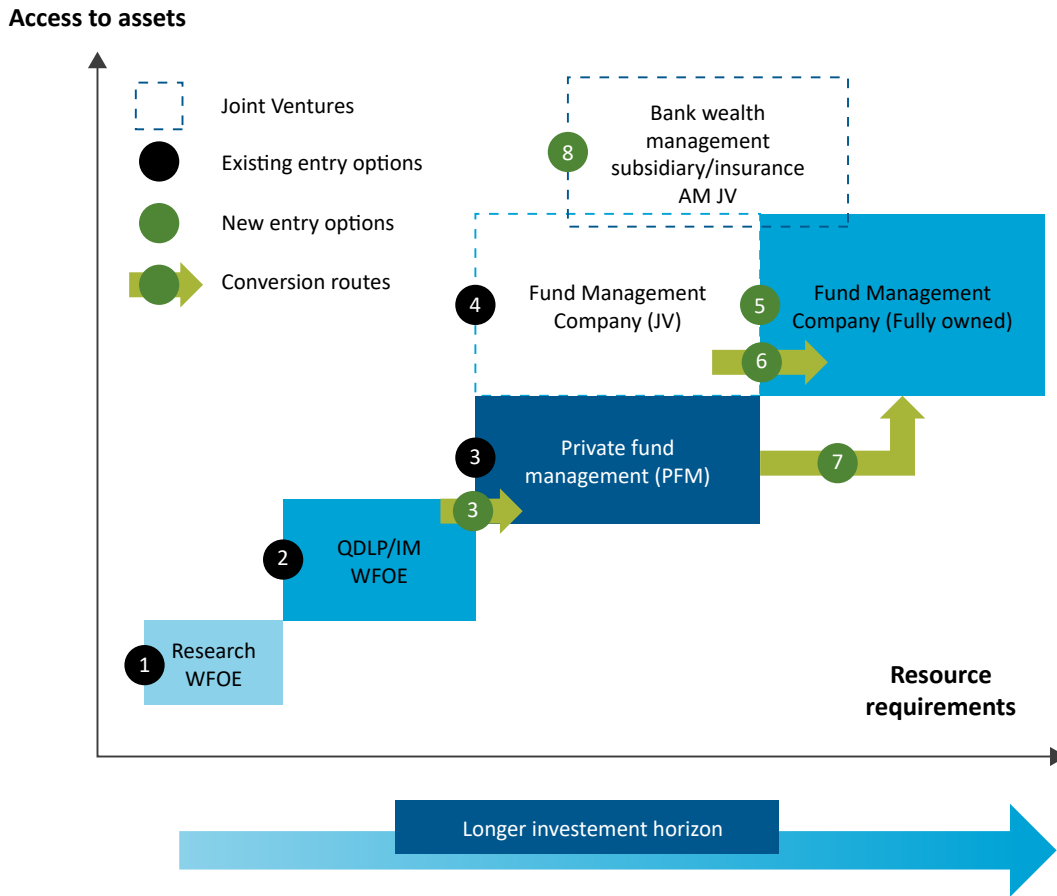 Access to assets
Joint Ventures
Existing entry options
New entry options
Conversion routes
8
Bank wealth
management
subsidiary/insurance
AM JV
4
Fund Management
Company (JV)
5
Fund Management
Company (Fully owned)
6
3
Private fund
management (PFM)
7
3
2
QDLP/IM
WFOE
1
Research
WFOE
Resource
requirements
Longer investement horizon